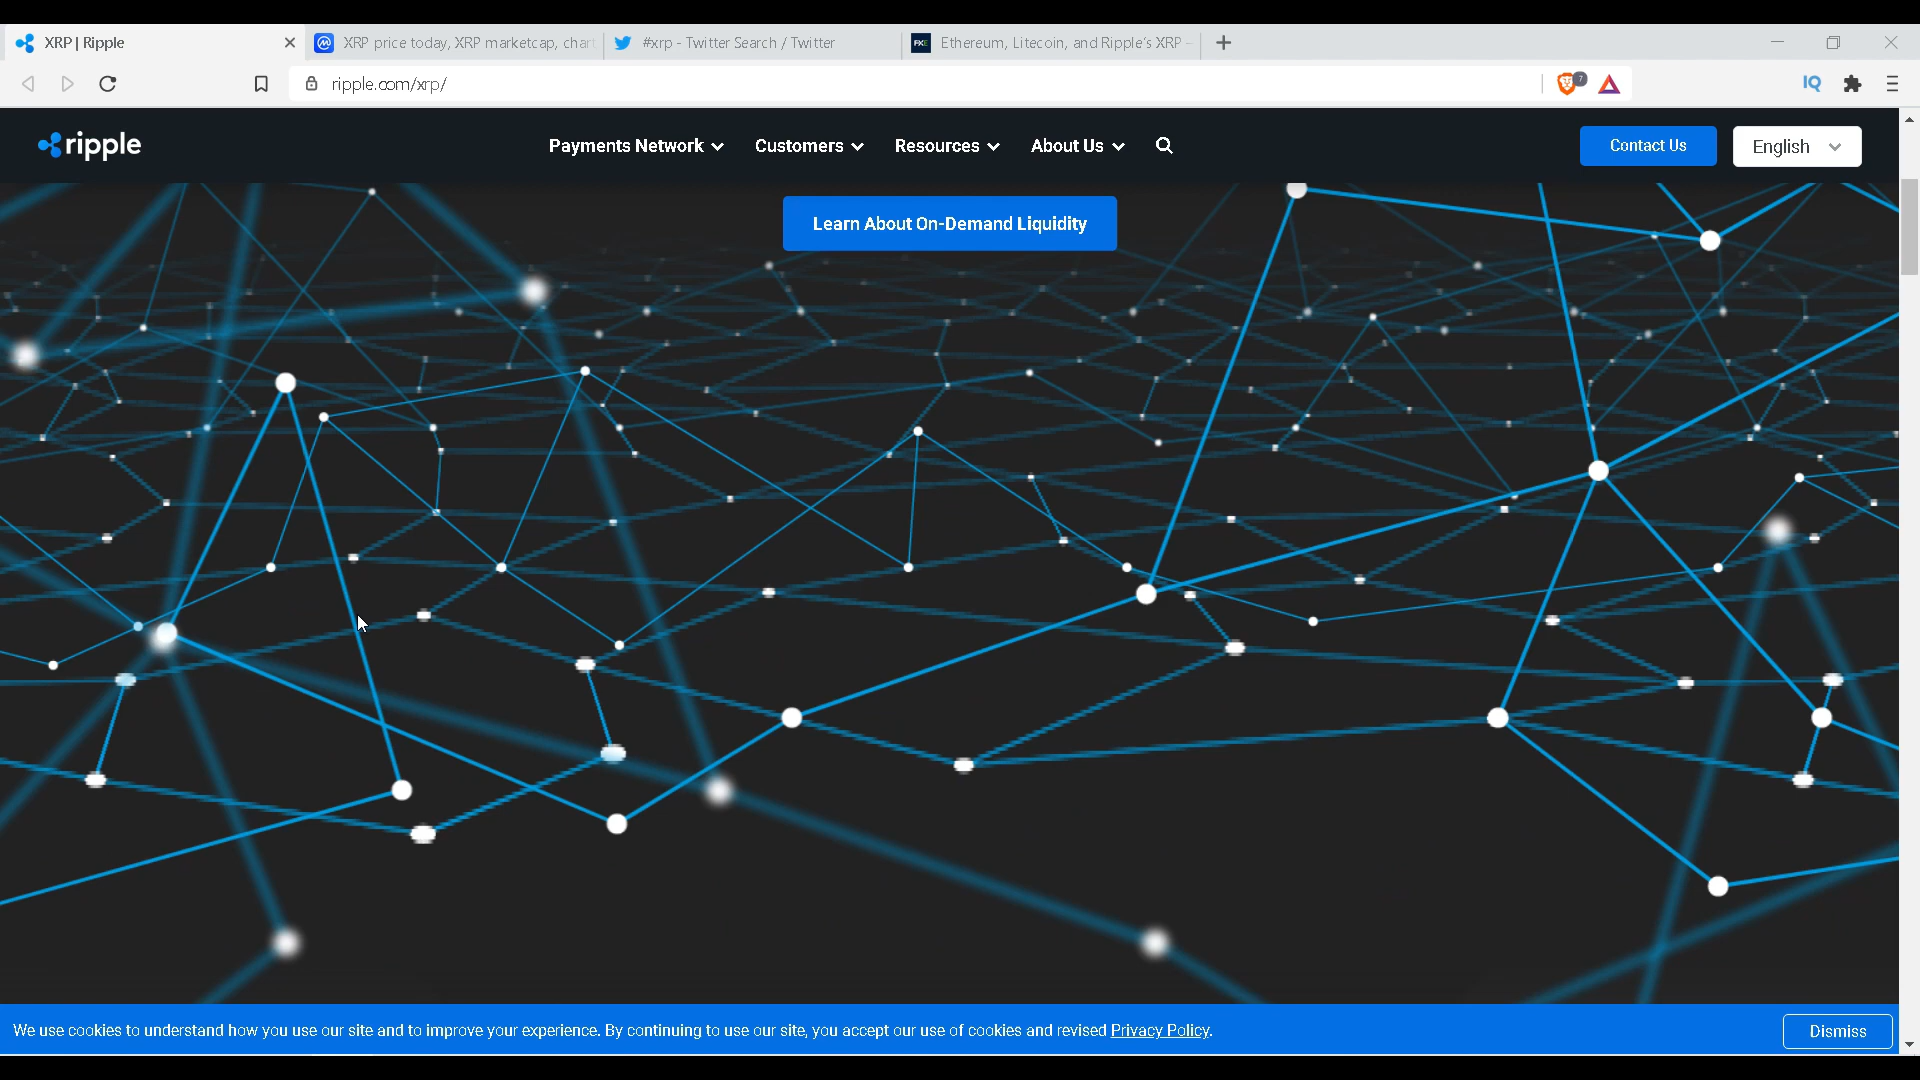 XRP | Ripple
XRP price today, XRP marketcap, chart
#xrp - Twitter Search / Twitter
FXE
Ethereum, Litecoin, and Ripple's XRP -
ripple.com/xrp/
7
IQ
ripple
Payments Network
Customers
Resources
About Us
Contact Us
English
Learn About On-Demand Liquidity
We use cookies to understand how you use our site and to improve your experience. By continuing to use our site, you accept our use of cookies and revised Privacy Policy.
Dismiss